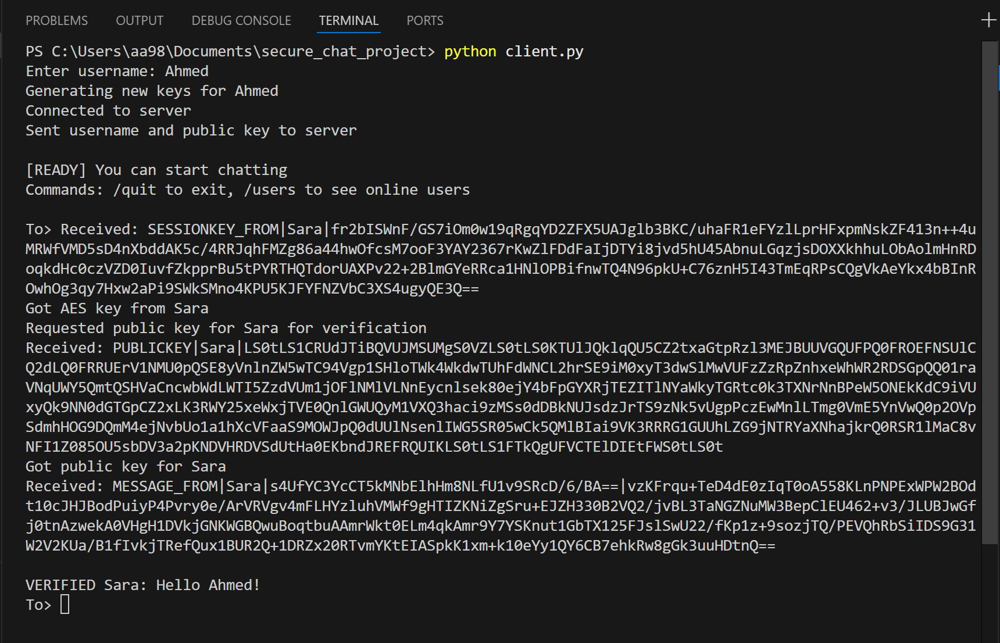 PROBLEMS OUTPUT DEBUG CONSOLE TERMINAL PORTS
PS C:\Users\aa98\Documents\secure_chat_project> python client.py
Enter username: Ahmed
Generating new keys for Ahmed
Connected to server
Sent username and public key to server
[READY] You can start chatting
Commands: /quit to exit, /users to see online users
To> Received: SESSIONKEY_FROM|Sara|fr2bISWnF/GS7iOm0w19qRgqYD2ZFX5UAJglb3BKC/uhaFR1eFYzlLprHFxpmNskZF413n++4u
MRWfVMD5sD4nXbddAK5c/4RRJqhFMZg86a44hwOfcsM7ooF3YAY2367rKwZlFDdFaIjDTYi8jvd5hU45AbnuLGqzjsDOXXkhhuLObAolmHnRD
oqkdHc0czVZD0IuvfZkpprBu5tPYRTHQTdorUAXPv22+2BlmGYeRRca1HNlOPBifnwTQ4N96pkU+C76znH5I43TmEqRPsCQgVkAeYkx4bBInR
OwhOg3qy7Hxw2aPi9SWkSMno4KPU5KJFYFNZVbC3XS4ugyQE3Q==
Got AES key from Sara
Requested public key for Sara for verification
Received: PUBLICKEY|Sara|LS0tLS1CRUdJTiBQVUJMSUMgS0VZLS0tLS0KTUlJQklqQU5CZ2txaGtpRzl3MEJBUUVGQUFPQ0FROEFNSUlC
Q2dLQ0FRRUErV1NMU0pQSE8yVnlnZW5wTC94Vgp1SHloTWk4WkdwTUhFdWNCL2hrSE9iM0xyT3dwSlMwVUFzZzRpZnhxeWhWR2RDSGpQQ01ra
VNqUWY5QmtQSHVaCncwbWdLWTI5ZzdVUm1jOFlNMlVLNnEycnlsek80ejY4bFpGYXRjTEZITlNYaWkyTGRtc0k3TXNrNnBPeW5ONEkKdC9iVU
xyQk9NN0dGTGpCZ2xLK3RWY25xeWxjTVE0QnlGWUQyM1VXQ3haci9zMSs0dDBkNUJsdzJrTS9zNk5vUgpPczEwMnlLTmg0VmE5YnVwQ0p2OVp
SdmhHOG9DQmM4ejNvbUo1a1hXcVFaaS9MOWJpQ0dUUlNsenlIWG5SR05wCk5QMlBIai9VK3RRRG1GUUhLZG9jNTRYaXNhajkrQ0RSR1lMaC8v
NFI1Z085OU5sbDV3a2pKNDVHRDVSdUtHa0EKbndJREFRQUIKLS0tLS1FTkQgUFVCTElDIEtFWS0tLS0t
Got public key for Sara
Received: MESSAGE_FROM|Sara|s4UfYC3YcCT5kMNbElhHm8NLfU1v9SRcD/6/BA==|vzKFrqu+TeD4dE0zIqT0oA558KLnPNPExWPW2BOd
t10cJHJBodPuiyP4Pvry0e/ArVRVgv4mFLHYzluhVMWf9gHTIZKNiZgSru+EJZH330B2VQ2/jvBL3TaNGZNuMW3BepClEU462+v3/JLUBJwGf
j0tnAzwekA0VHgH1DVkjGNKWGBQwuBoqtbuAAmrWkt0ELm4qkAmr9Y7YSKnut1GbTX125FJslSwU22/fKp1z+9sozjTQ/PEVQhRbSiIDS9G31
W2V2KUa/B1fIvkjTRefQux1BUR2Q+1DRZx20RTvmYKtEIASpkK1xm+k10eYy1QY6CB7ehkRw8gGk3uuHDtnQ==
VERIFIED Sara: Hello Ahmed!
To>